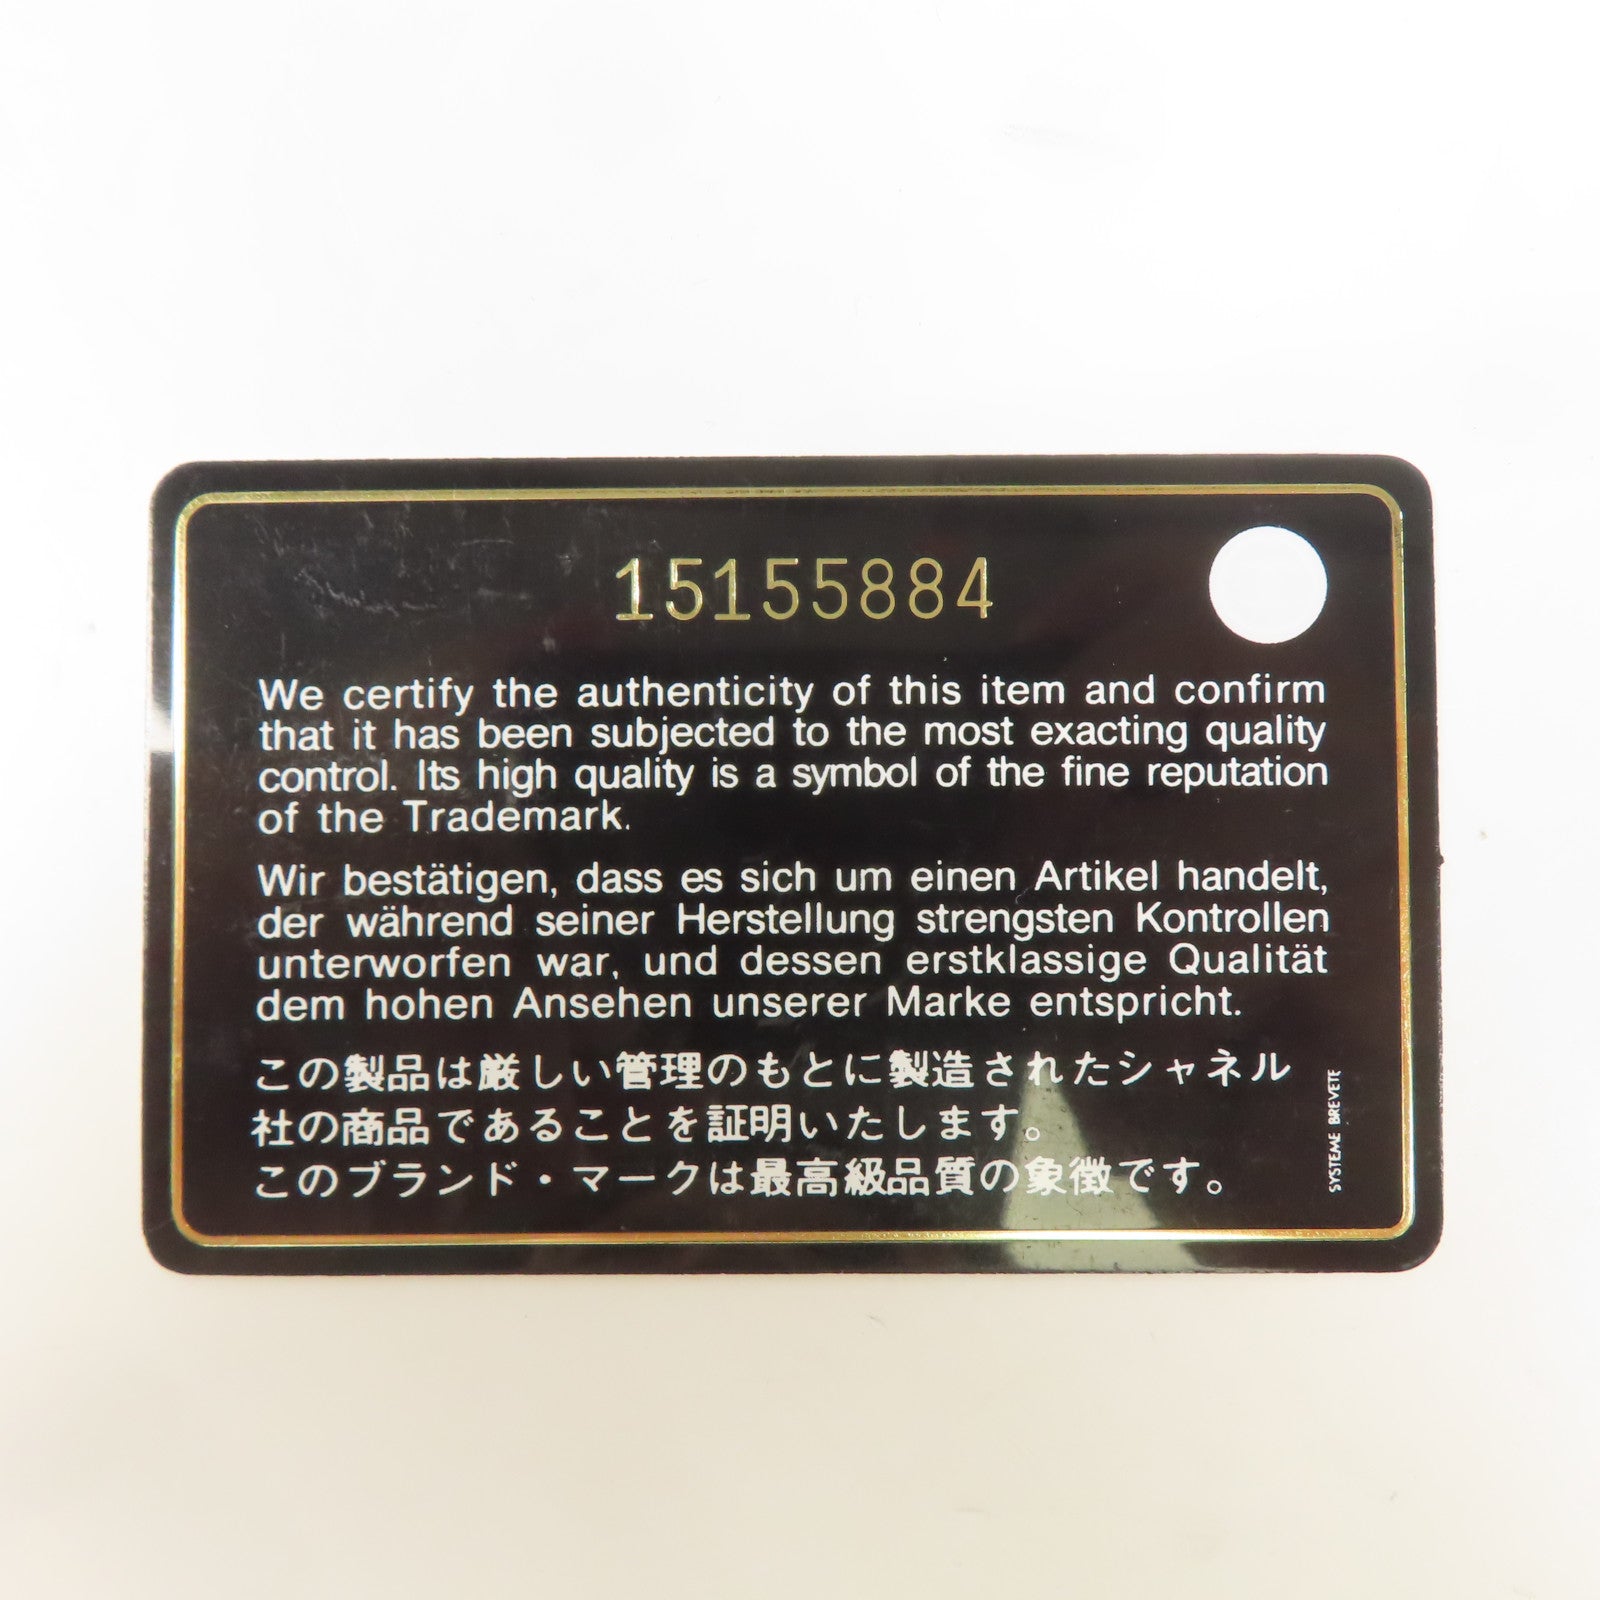 15155884
We certify the authenticity of this item and confirm
that it has been subjected to the most exacting quality
control. Its high quality is a symbol of the fine reputation
of the Trademark.
Wir bestätigen, dass es sich um einen Artikel handelt,
der während seiner Herstellung strengsten Kontrollen
unterworfen war, und dessen erstklassige Qualität
dem hohen Ansehen unserer Marke entspricht.
この製品は厳しい管理のもとに製造されたシャネル
社の商品であることを証明いたします。
このブランド・マークは最高級品質の象徴です。
SYSTEME BREVETE